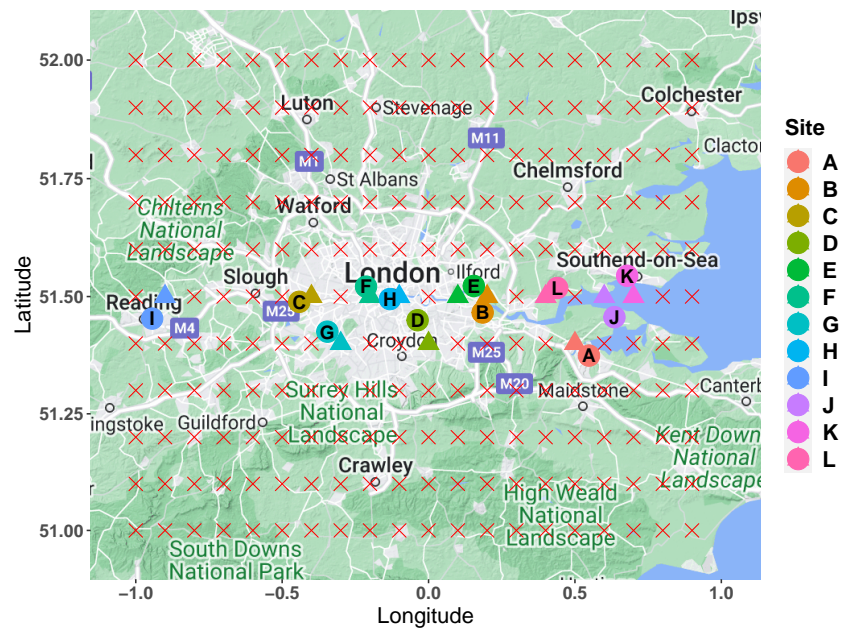 Ips
52.00
Luton
Stevenage
Colchester
M11
Clacton
M1
51.75
St Albans
Chelmsford
Watford
Chilterns
National
Landscape
London
Ilford
Southend-on-Sea
Slough
51.50
Reading
M25
M4
F
E
K
L
C
H
B
I
D
J
G
A
Croydon
M25
M20
Maidstone
Canterb
51.25
ingstoke
Guildford
Surrey Hills
National
Landscape
Kent Down
National
Landscape
Crawley
r
High Weald
National
Landscape
51.00
South Downs
National Park
−1.0
−0.5
0.0
0.5
1.0
Longitude
Latitude
Site
A
B
C
D
E
F
G
H
I
J
K
L